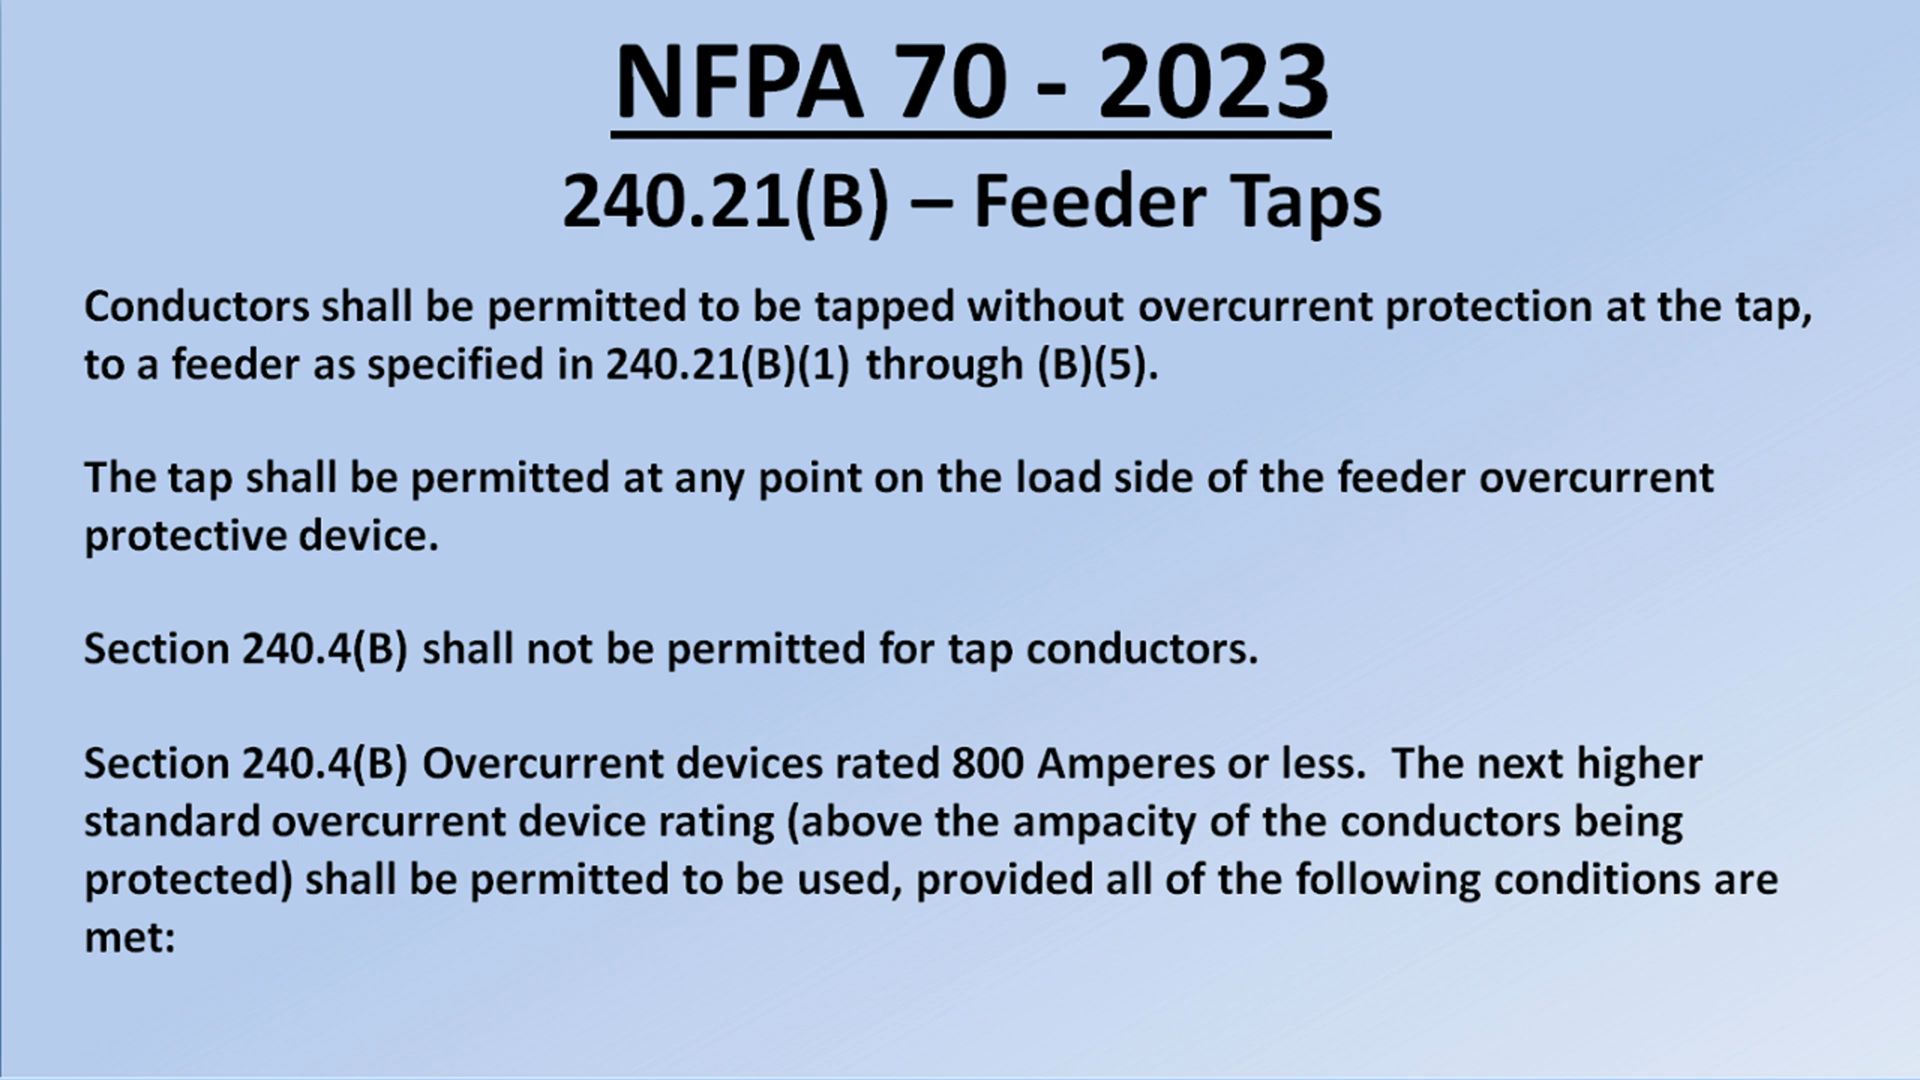 NFPA 70 - 2023
240.21(B) – Feeder Taps
Conductors shall be permitted to be tapped without overcurrent protection at the tap,
to a feeder as specified in 240.21(B)(1) through (B)(5).
The tap shall be permitted at any point on the load side of the feeder overcurrent
protective device.
Section 240.4(B) shall not be permitted for tap conductors.
Section 240.4(B) Overcurrent devices rated 800 Amperes or less. The next higher
standard overcurrent device rating (above the ampacity of the conductors being
protected) shall be permitted to be used, provided all of the following conditions are
met: